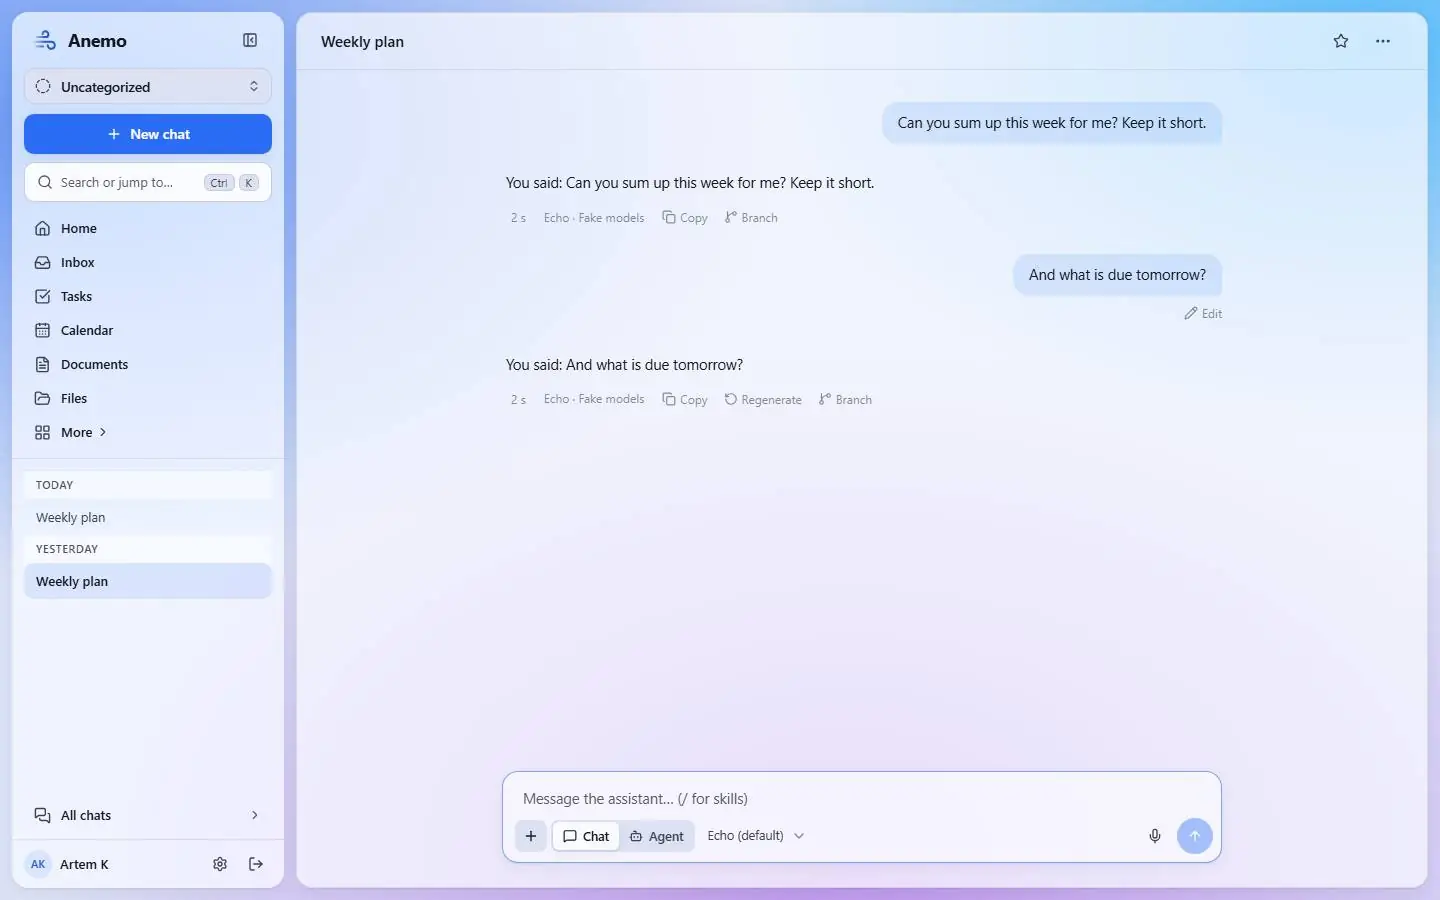 Anemo
Uncategorized
New chat
Search or jump to... Ctrl K
Home
Inbox
Tasks
Calendar
Documents
Files
More
TODAY
Weekly plan
YESTERDAY
Weekly plan
All chats
AK Artem K
Weekly plan
Can you sum up this week for me? Keep it short.
You said: Can you sum up this week for me? Keep it short.
2 s Echo · Fake models Copy Branch
And what is due tomorrow?
Edit
You said: And what is due tomorrow?
2 s Echo · Fake models Copy Regenerate Branch
Message the assistant... (/ for skills)
Chat Agent Echo (default)